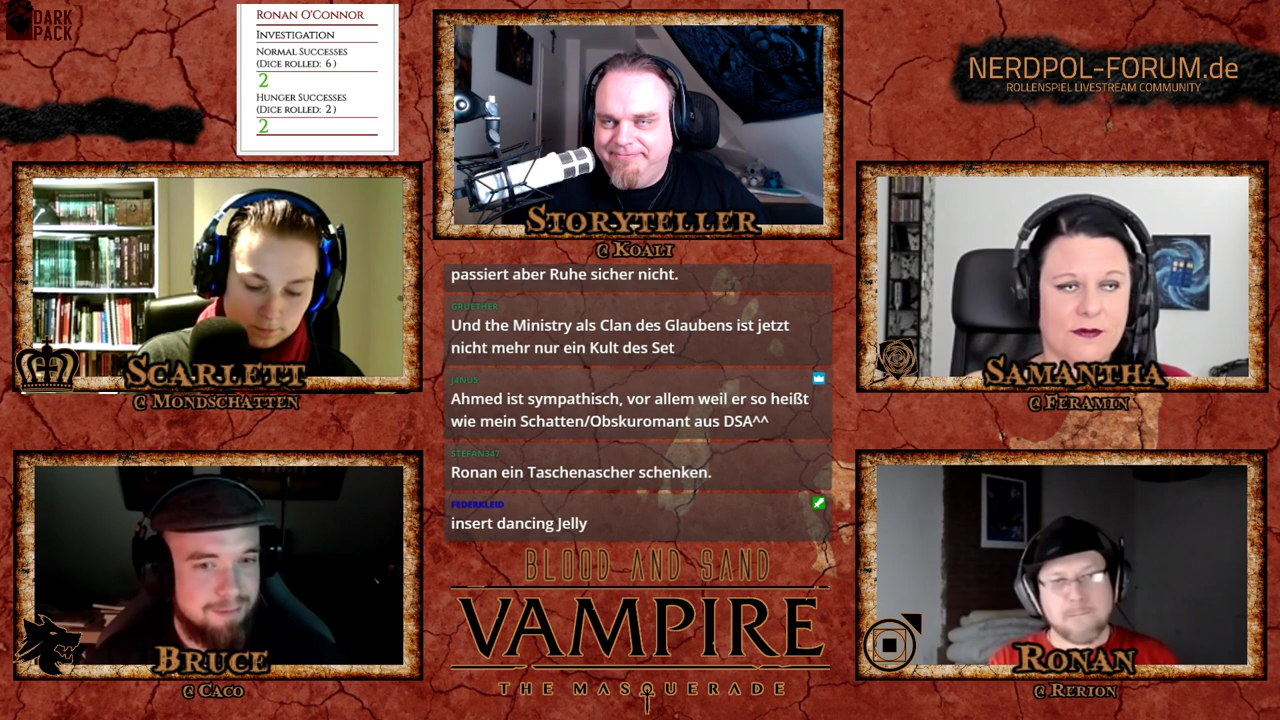 DARK
PACK
Ronan O'Connor
Investigation
Normal Successes
(Dice rolled: 6 )
2
Hunger Successes
(Dice rolled: 2 )
2
NERDPOL-FORUM.de
ROLLENSPIEL LIVESTREAM COMMUNITY
Storyteller
@ Koali
Scarlett
@ Mondschatten
Samantha
@ Feramin
passiert aber Ruhe sicher nicht.
GRUETHER
Und the Ministry als Clan des Glaubens ist jetzt
nicht mehr nur ein Kult des Set
J4NUS
Ahmed ist sympathisch, vor allem weil er so heißt
wie mein Schatten/Obskuromant aus DSA^^
STEFAN347
Ronan ein Taschenascher schenken.
FEDERKLEID
insert dancing Jelly
Bruce
@ Caco
BLOOD AND SAND
VAMPIRE
THE MASQUERADE
Ronan
@ Rerion